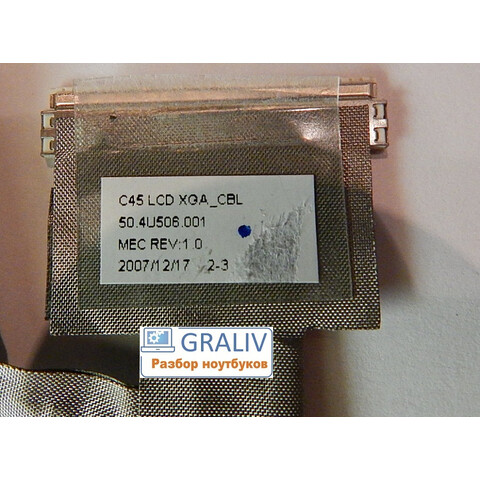 C45 LCD XGA_CBL
50.4U506.001
MEC REV:1.0
2007/12/17 2-3
GRALIV
Разбор ноутбуков